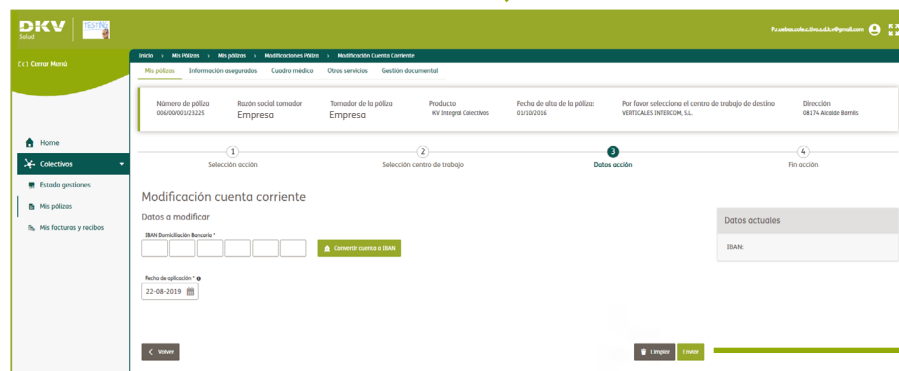 DKV
Salud
TESTING
Cerrar Menú
Inicio > Mis Pólizas > Mis pólizas > Modificaciones Póliza > Modificación Cuenta Corriente
Mis pólizas Información asegurados Cuadro médico Otros servicios Gestión documental
Número de póliza Razón social tomador Tomador de la póliza Producto Fecha de alta de la póliza: Por favor selecciona el centro de trabajo de destino Dirección
006/00/001/23225 Empresa Empresa KV Integral Colectivos 01/10/2016 VERTICALES INTERCOM, S.L. 08174 Alcalde Barnils
Home
Colectivos
Estado gestiones
Mis pólizas
Mis facturas y recibos
1 2 3 4
Selección acción Selección centro de trabajo Datos acción Fin acción
Modificación cuenta corriente
Datos a modificar
Datos actuales
IBAN Domiciliación Bancaria *
Convertir cuenta a IBAN
IBAN:
Fecha de aplicación *
22-08-2019
Volver Limpiar Enviar